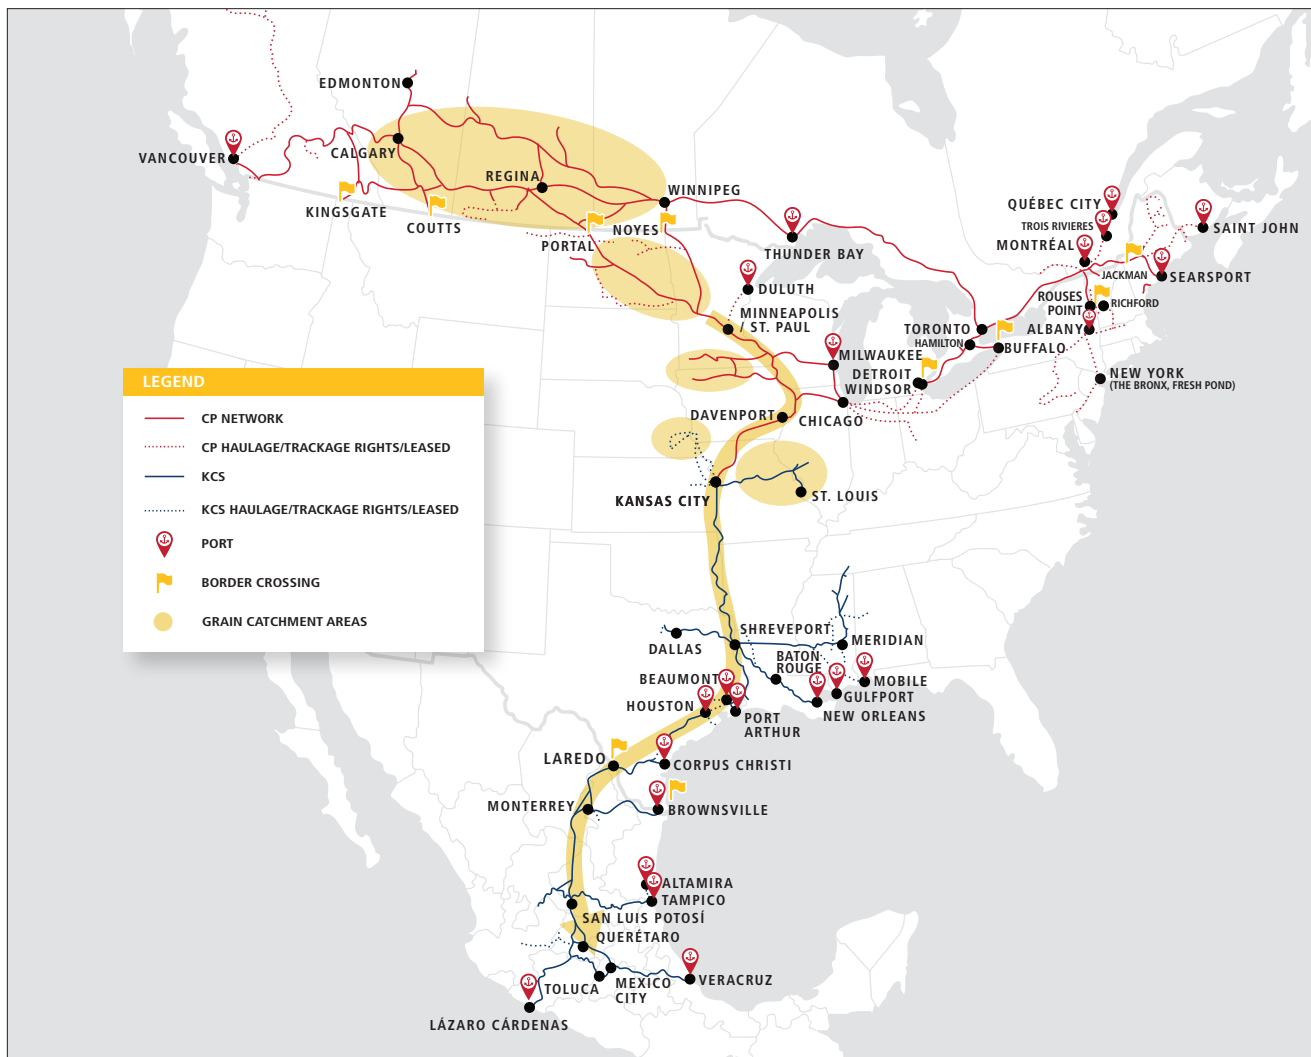 EDMONTON
VANCOUVER
CALGARY
REGINA
WINNIPEG
KINGSGATE
COUTTS
PORTAL
NOYES
THUNDER BAY
DULUTH
MINNEAPOLIS
/ ST. PAUL
QUÉBEC CITY
TROIS RIVIERES
MONTRÉAL
SAINT JOHN
JACKMAN
SEARSPORT
ROUSES
POINT
RICHFORD
ALBANY
TORONTO
HAMILTON
BUFFALO
MILWAUKEE
DETROIT
WINDSOR
NEW YORK
(THE BRONX, FRESH POND)
DAVENPORT
CHICAGO
KANSAS CITY
ST. LOUIS
LEGEND
CP NETWORK
CP HAULAGE/TRACKAGE RIGHTS/LEASED
KCS
KCS HAULAGE/TRACKAGE RIGHTS/LEASED
PORT
BORDER CROSSING
GRAIN CATCHMENT AREAS
SHREVEPORT
DALLAS
MERIDIAN
BATON
ROUGE
BEAUMONT
MOBILE
GULFPORT
HOUSTON
NEW ORLEANS
PORT
ARTHUR
LAREDO
CORPUS CHRISTI
MONTERREY
BROWNSVILLE
ALTAMIRA
TAMPICO
SAN LUIS POTOSÍ
QUERÉTARO
TOLUCA
MEXICO
CITY
VERACRUZ
LÁZARO CÁRDENAS